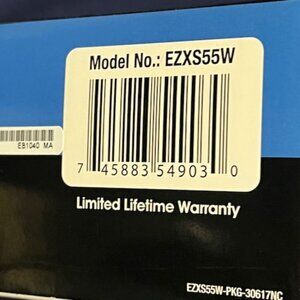 Model No.: EZXS55W
7 45883 54903 0
EB1040 MA
Limited Lifetime Warranty
EZXS55W-PKG-30617NC